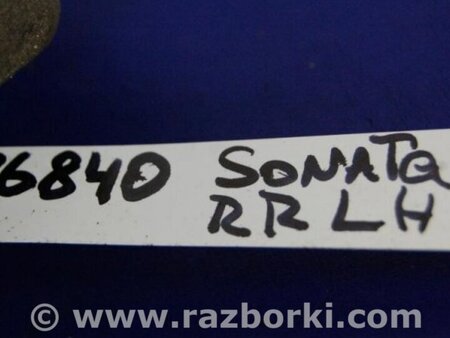 6840 SONATA
RR LH
© www.razborki.com